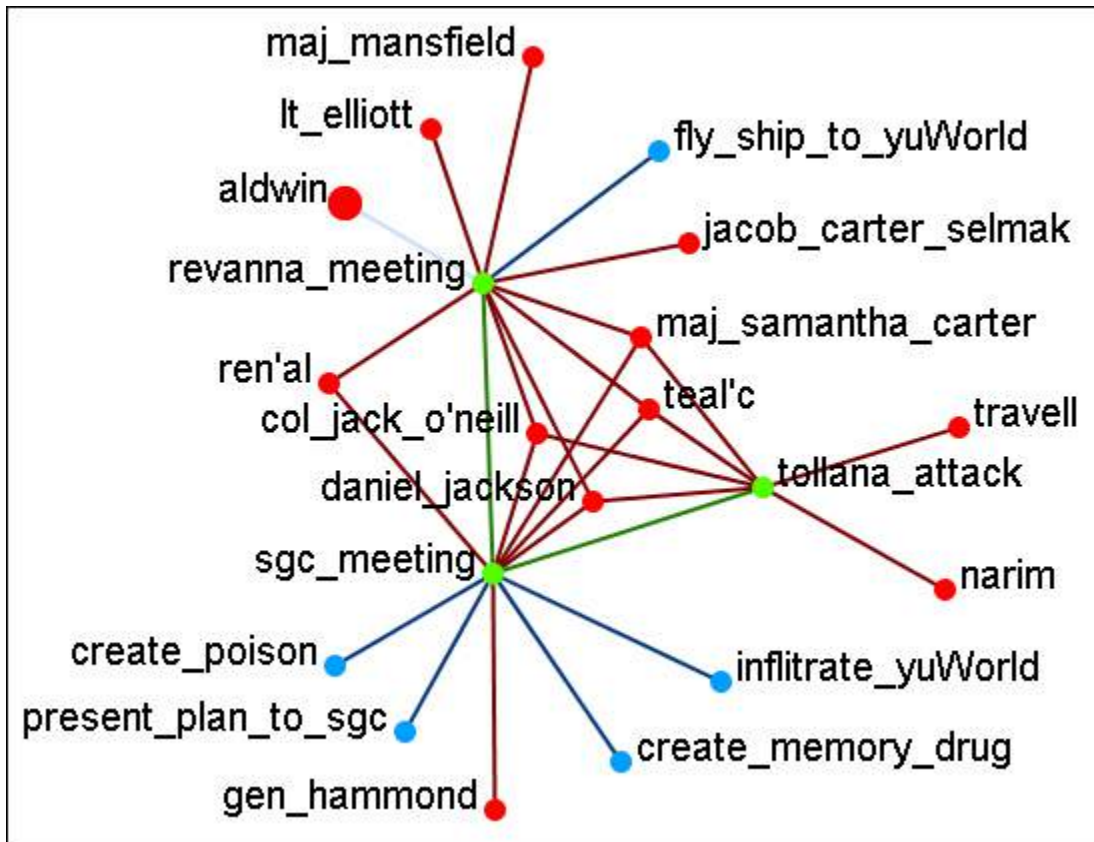 maj_mansfield
lt_elliott
fly_ship_to_yuWorld
aldwin
jacob_carter_selmak
revanna_meeting
maj_samantha_carter
ren'al
teal'c
col_jack_o'neill
travell
tollana_attack
daniel_jackson
sgc_meeting
narim
create_poison
inflitrate_yuWorld
present_plan_to_sgc
create_memory_drug
gen_hammond